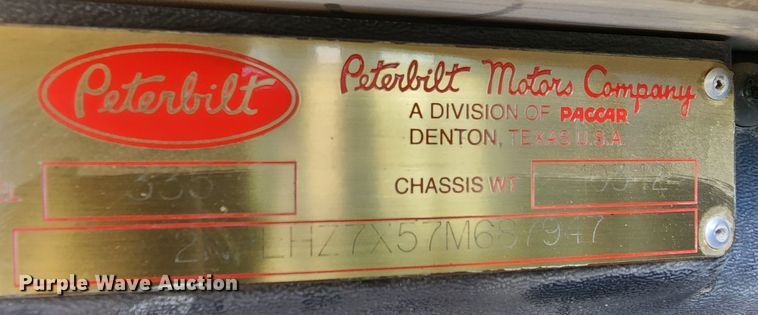 Peterbilt
Peterbilt Motors Company
A DIVISION OF PACCAR
DENTON, TEXAS U.S.A.
335
CHASSIS WT
Purple Wave Auction